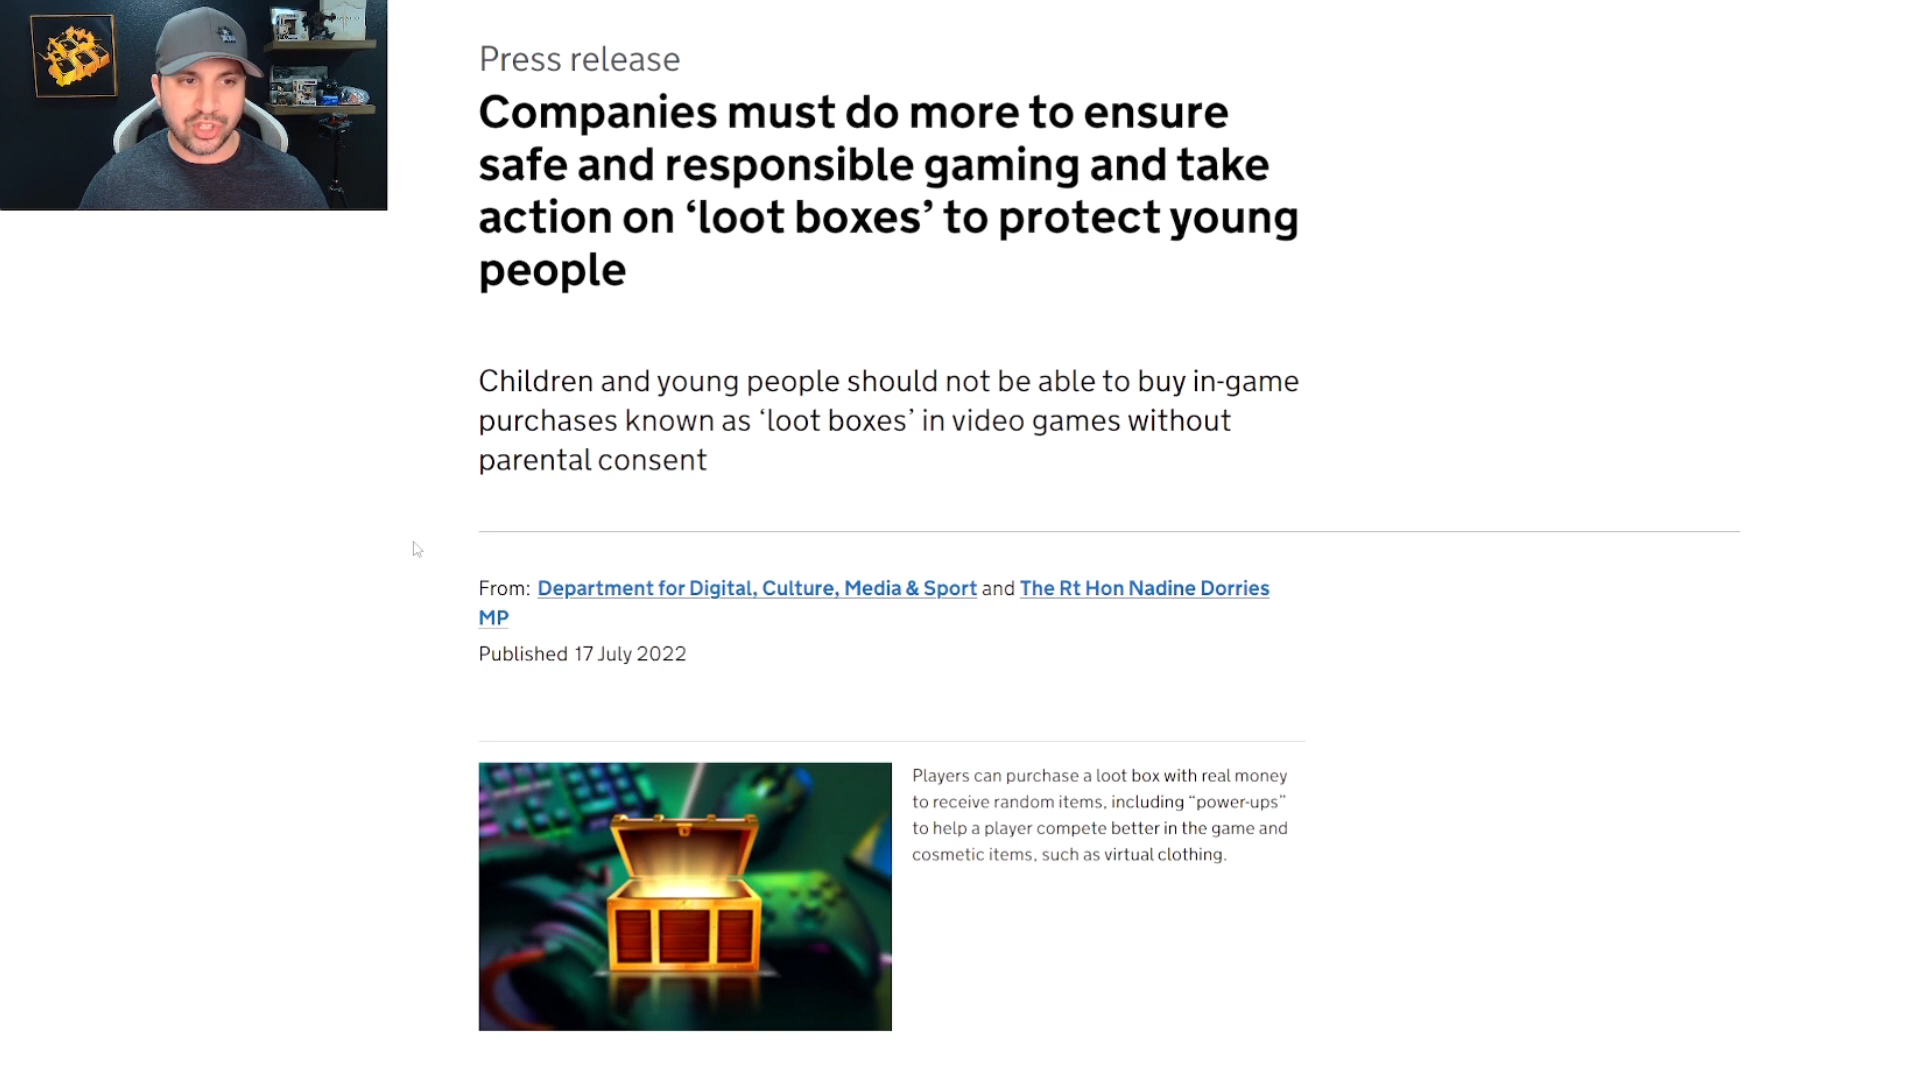 Press release
Companies must do more to ensure
safe and responsible gaming and take
action on ‘loot boxes’ to protect young
people
Children and young people should not be able to buy in-game
purchases known as ‘loot boxes’ in video games without
parental consent
From: Department for Digital, Culture, Media & Sport and The Rt Hon Nadine Dorries
MP
Published 17 July 2022
Players can purchase a loot box with real money
to receive random items, including “power-ups”
to help a player compete better in the game and
cosmetic items, such as virtual clothing.